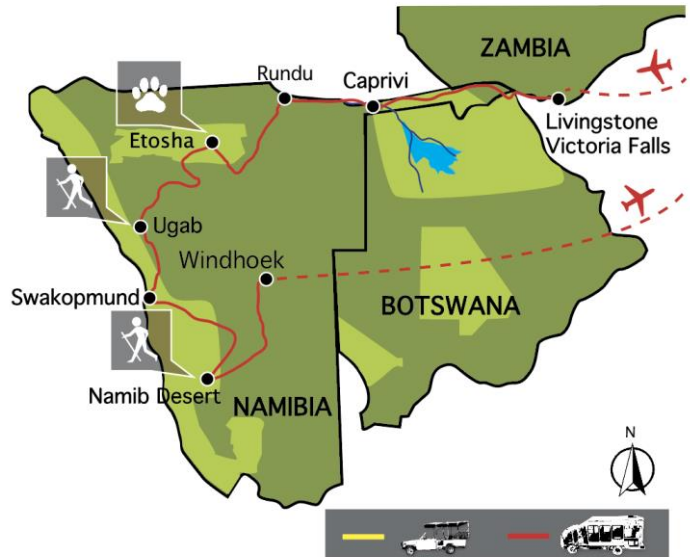 ZAMBIA
Rundu
Caprivi
Livingstone
Victoria Falls
Etosha
Ugab
Windhoek
Swakopmund
BOTSWANA
Namib Desert
NAMIBIA
N